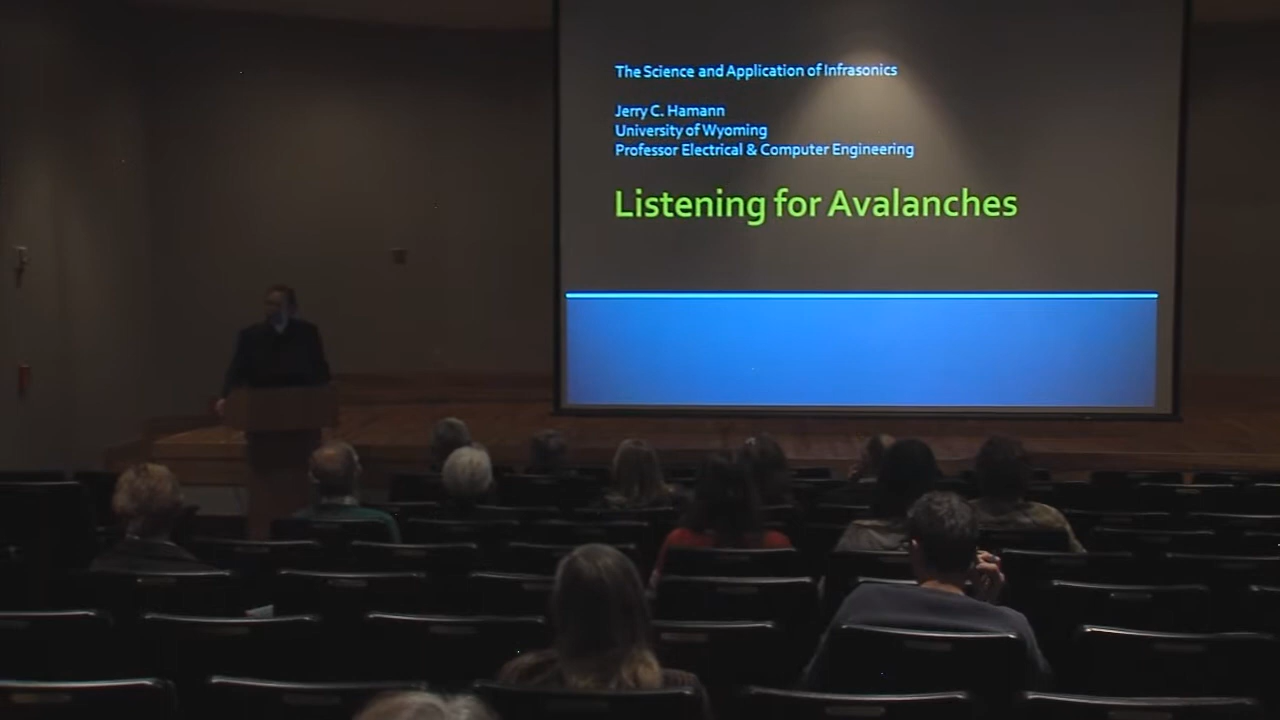 The Science and Application of Infrasonics
Jerry C. Hamann
University of Wyoming
Professor Electrical & Computer Engineering
Listening for Avalanches